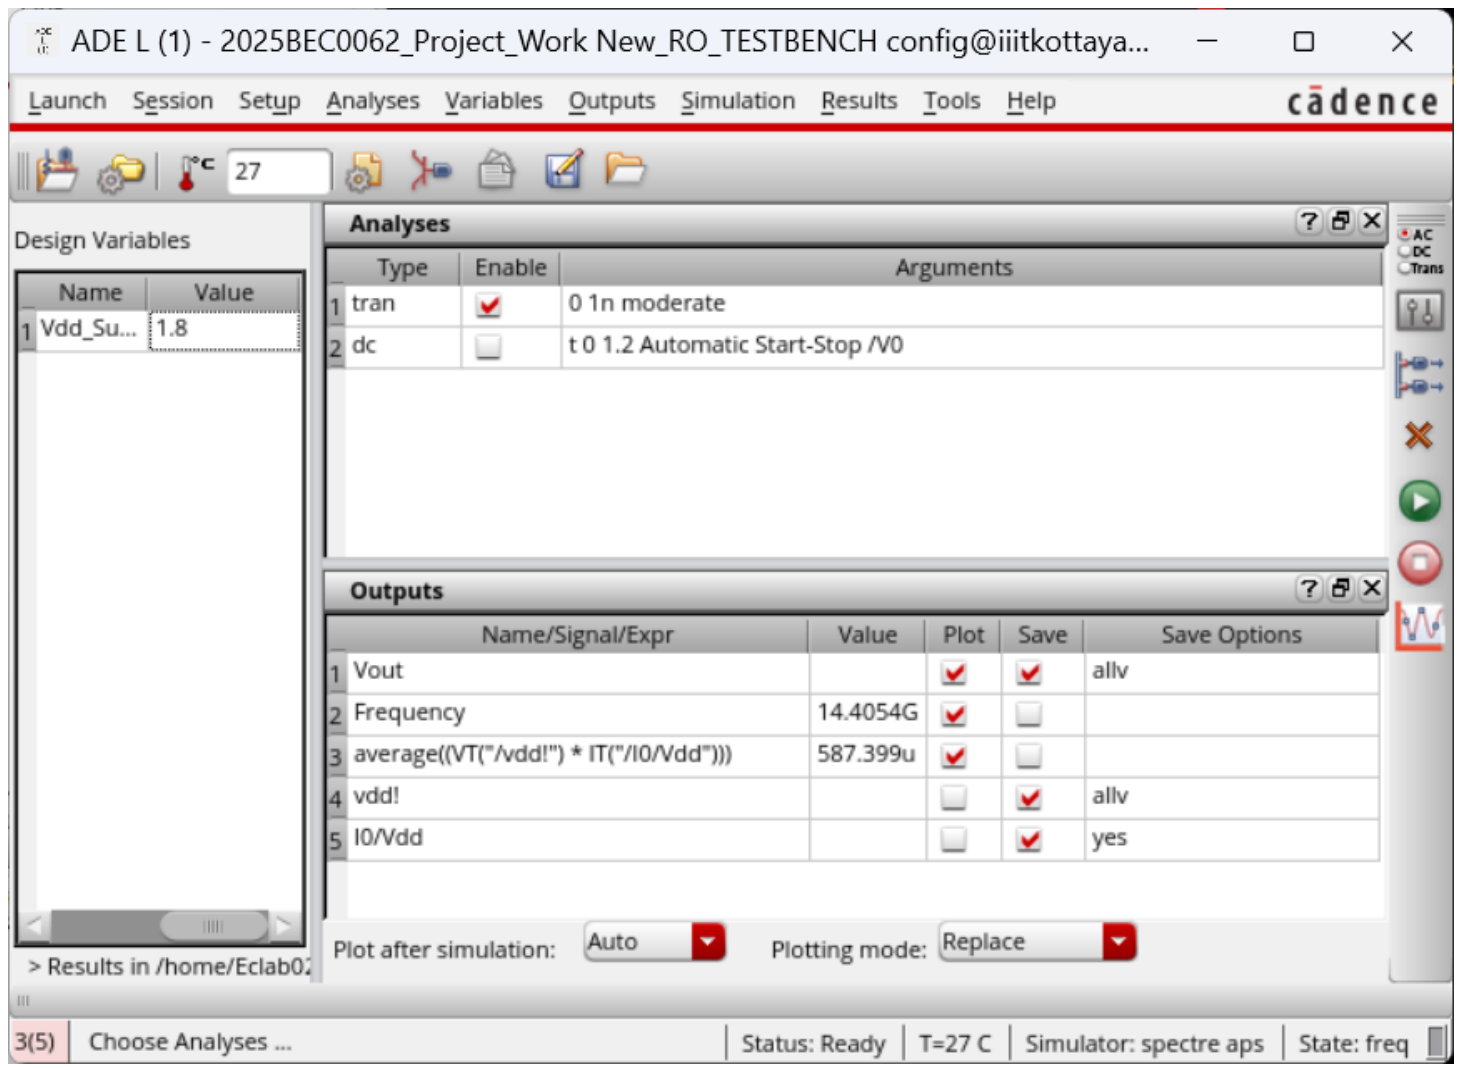 ADE L (1) - 2025BEC0062_Project_Work New_RO_TESTBENCH config@iiitkottaya...
Launch Session Setup Analyses Variables Outputs Simulation Results Tools Help
cādence
°C 27
Design Variables
Name Value
1 Vdd_Su... 1.8
> Results in /home/Eclab02
Analyses
Type Enable Arguments
1 tran 0 1n moderate
2 dc t 0 1.2 Automatic Start-Stop /V0
AC
DC
Trans
Outputs
Name/Signal/Expr Value Plot Save Save Options
1 Vout allv
2 Frequency 14.4054G
3 average((VT("/vdd!") * IT("/I0/Vdd"))) 587.399u
4 vdd! allv
5 I0/Vdd yes
Plot after simulation: Auto Plotting mode: Replace
3(5) Choose Analyses ... Status: Ready T=27 C Simulator: spectre aps State: freq